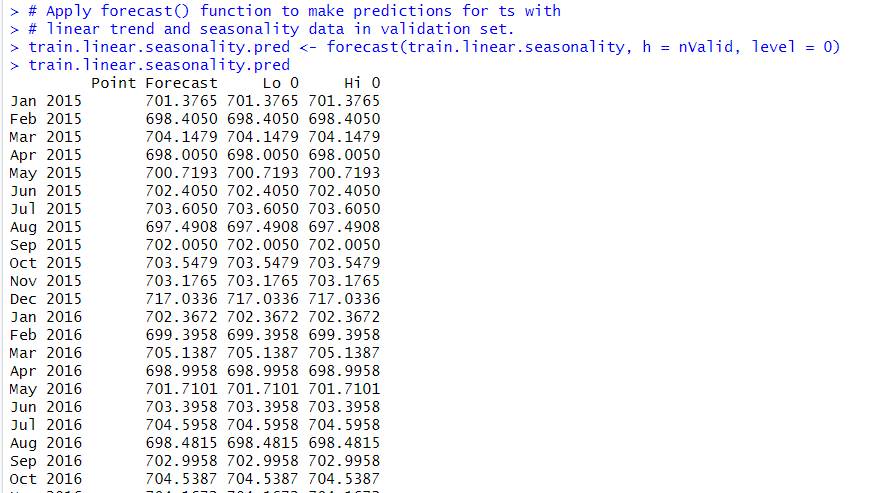 > # Apply forecast() function to make predictions for ts with
> # linear trend and seasonality data in validation set.
> train.linear.seasonality.pred <- forecast(train.linear.seasonality, h = nValid, level = 0)
> train.linear.seasonality.pred
         Point Forecast     Lo 0     Hi 0
Jan 2015       701.3765 701.3765 701.3765
Feb 2015       698.4050 698.4050 698.4050
Mar 2015       704.1479 704.1479 704.1479
Apr 2015       698.0050 698.0050 698.0050
May 2015       700.7193 700.7193 700.7193
Jun 2015       702.4050 702.4050 702.4050
Jul 2015       703.6050 703.6050 703.6050
Aug 2015       697.4908 697.4908 697.4908
Sep 2015       702.0050 702.0050 702.0050
Oct 2015       703.5479 703.5479 703.5479
Nov 2015       703.1765 703.1765 703.1765
Dec 2015       717.0336 717.0336 717.0336
Jan 2016       702.3672 702.3672 702.3672
Feb 2016       699.3958 699.3958 699.3958
Mar 2016       705.1387 705.1387 705.1387
Apr 2016       698.9958 698.9958 698.9958
May 2016       701.7101 701.7101 701.7101
Jun 2016       703.3958 703.3958 703.3958
Jul 2016       704.5958 704.5958 704.5958
Aug 2016       698.4815 698.4815 698.4815
Sep 2016       702.9958 702.9958 702.9958
Oct 2016       704.5387 704.5387 704.5387